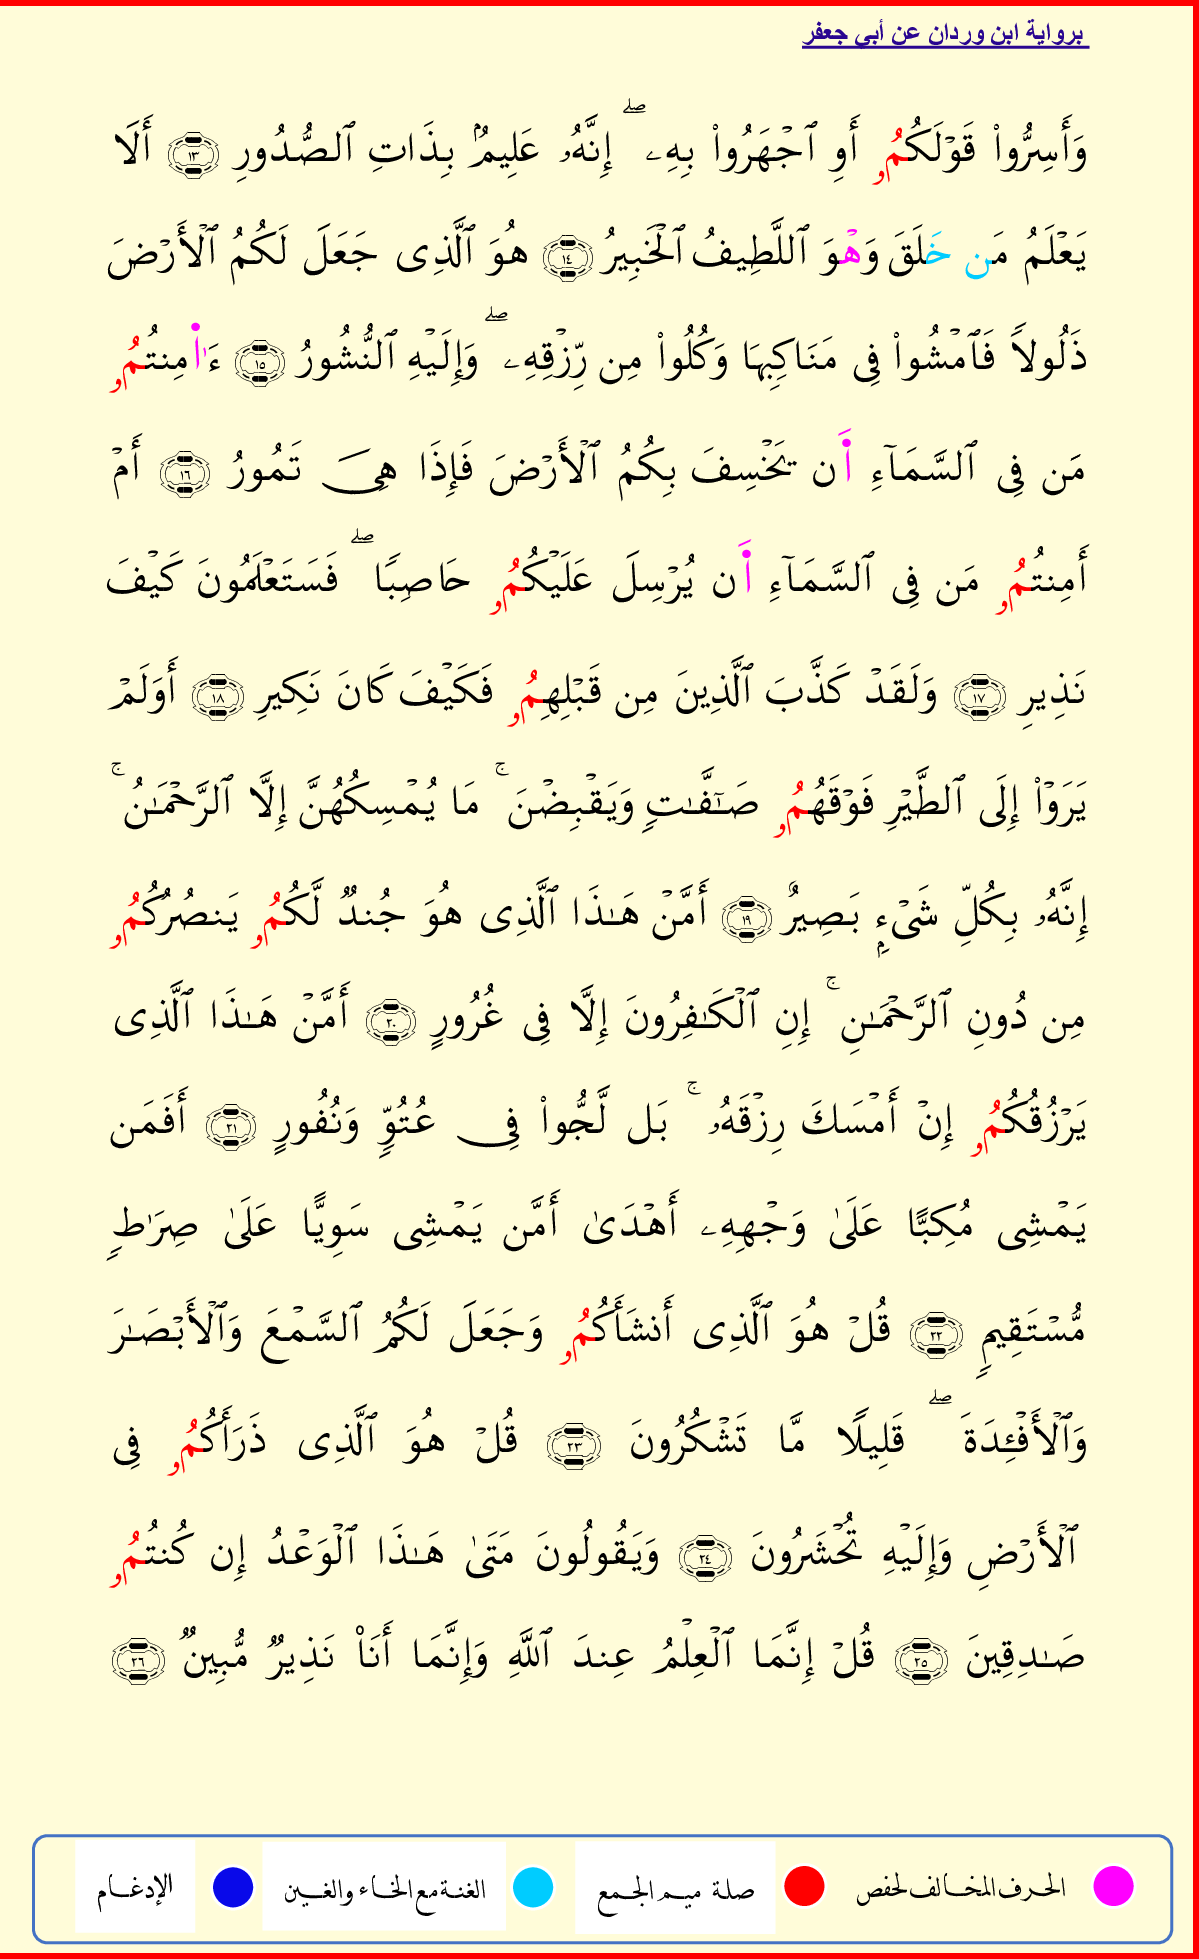 برواية ابن وردان عن أبي جعفر
وَأَسِرُّوا۟ قَوْلَكُمُۥ أَوِ ٱجْهَرُوا۟ بِهِۦٓ ۖ إِنَّهُۥ عَلِيمُۢ بِذَاتِ ٱلصُّدُورِ ١٣ أَلَا
يَعْلَمُ مَن خَلَقَ وَهْوَ ٱللَّطِيفُ ٱلْخَبِيرُ ١٤ هُوَ ٱلَّذِى جَعَلَ لَكُمُ ٱلْأَرْضَ
ذَلُولًا فَٱمْشُوا۟ فِى مَنَاكِبِهَا وَكُلُوا۟ مِن رِّزْقِهِۦ ۖ وَإِلَيْهِ ٱلنُّشُورُ ١٥ ءَا۬مِنتُمُۥ
مَن فِى ٱلسَّمَآءِ أَ۬ن يَخْسِفَ بِكُمُ ٱلْأَرْضَ فَإِذَا هِىَ تَمُورُ ١٦ أَمْ
أَمِنتُمُۥ مَن فِى ٱلسَّمَآءِ أَ۬ن يُرْسِلَ عَلَيْكُمُۥ حَاصِبًا ۖ فَسَتَعْلَمُونَ كَيْفَ
نَذِيرِ ١٧ وَلَقَدْ كَذَّبَ ٱلَّذِينَ مِن قَبْلِهِمُۥ فَكَيْفَ كَانَ نَكِيرِ ١٨ أَوَلَمْ
يَرَوْا۟ إِلَى ٱلطَّيْرِ فَوْقَهُمُۥ صَـٰٓفَّـٰتٍ وَيَقْبِضْنَ ۚ مَا يُمْسِكُهُنَّ إِلَّا ٱلرَّحْمَـٰنُ ۚ
إِنَّهُۥ بِكُلِّ شَىْءٍۭ بَصِيرٌ ١٩ أَمَّنْ هَـٰذَا ٱلَّذِى هُوَ جُندٌ لَّكُمُۥ يَنصُرُكُمُۥ
مِن دُونِ ٱلرَّحْمَـٰنِ ۚ إِنِ ٱلْكَـٰفِرُونَ إِلَّا فِى غُرُورٍ ٢٠ أَمَّنْ هَـٰذَا ٱلَّذِى
يَرْزُقُكُمُۥ إِنْ أَمْسَكَ رِزْقَهُۥ ۚ بَل لَّجُّوا۟ فِى عُتُوٍّ وَنُفُورٍ ٢١ أَفَمَن
يَمْشِى مُكِبًّا عَلَىٰ وَجْهِهِۦ أَهْدَىٰ أَمَّن يَمْشِى سَوِيًّا عَلَىٰ صِرَٰطٍ
مُّسْتَقِيمٍ ٢٢ قُلْ هُوَ ٱلَّذِى أَنشَأَكُمُۥ وَجَعَلَ لَكُمُ ٱلسَّمْعَ وَٱلْأَبْصَـٰرَ
وَٱلْأَفْـِٔدَةَ ۖ قَلِيلًا مَّا تَشْكُرُونَ ٢٣ قُلْ هُوَ ٱلَّذِى ذَرَأَكُمُۥ فِى
ٱلْأَرْضِ وَإِلَيْهِ تُحْشَرُونَ ٢٤ وَيَقُولُونَ مَتَىٰ هَـٰذَا ٱلْوَعْدُ إِن كُنتُمُۥ
صَـٰدِقِينَ ٢٥ قُلْ إِنَّمَا ٱلْعِلْمُ عِندَ ٱللَّهِ وَإِنَّمَا أَنَا۠ نَذِيرٌ مُّبِينٌ ٢٦
الحرف المخالف لحفص صلة ميم الجمع الغنة مع الخاء والغين الإدغام